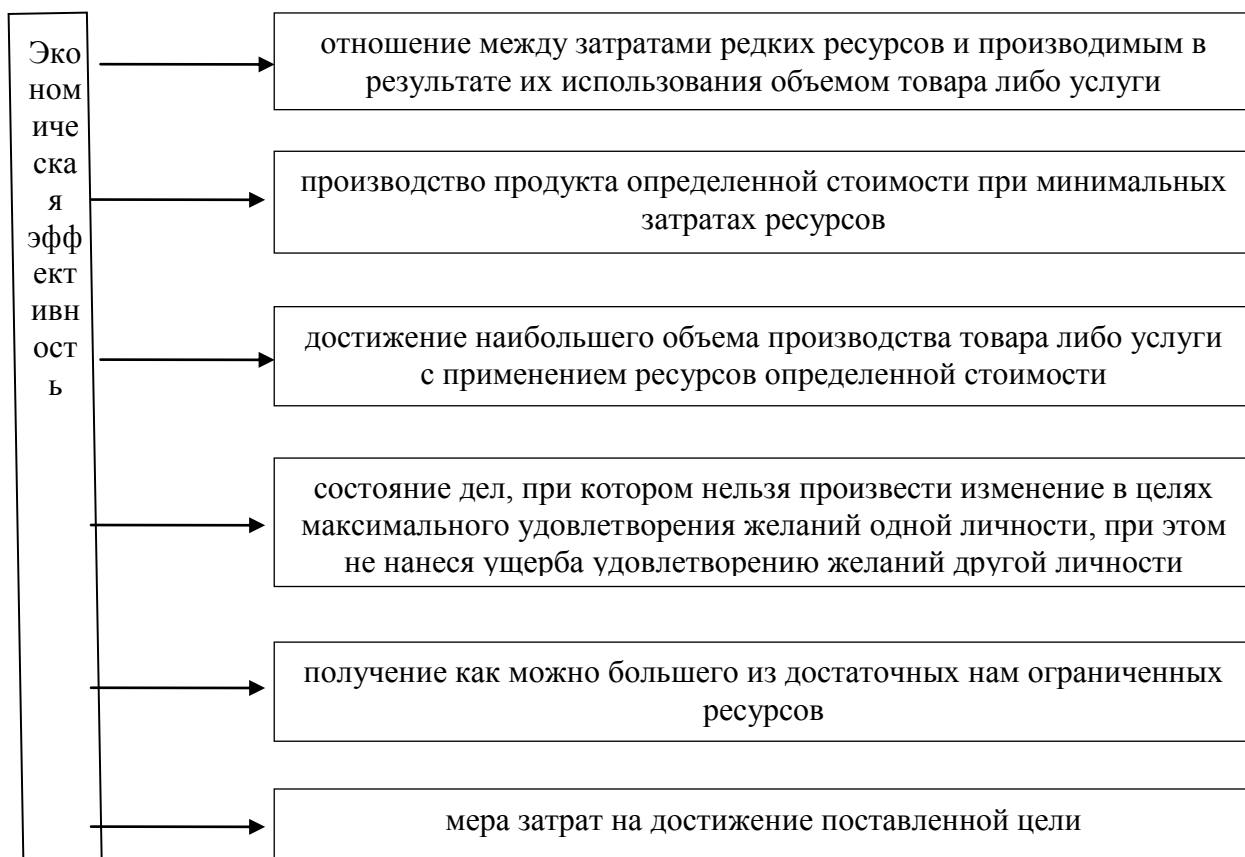 Эко
ном
иче
ска
я
эфф
ект
ивн
ост
ь
отношение между затратами редких ресурсов и производимым в
результате их использования объемом товара либо услуги
производство продукта определенной стоимости при минимальных
затратах ресурсов
достижение наибольшего объема производства товара либо услуги
с применением ресурсов определенной стоимости
состояние дел, при котором нельзя произвести изменение в целях
максимального удовлетворения желаний одной личности, при этом
не нанеся ущерба удовлетворению желаний другой личности
получение как можно большего из достаточных нам ограниченных
ресурсов
мера затрат на достижение поставленной цели